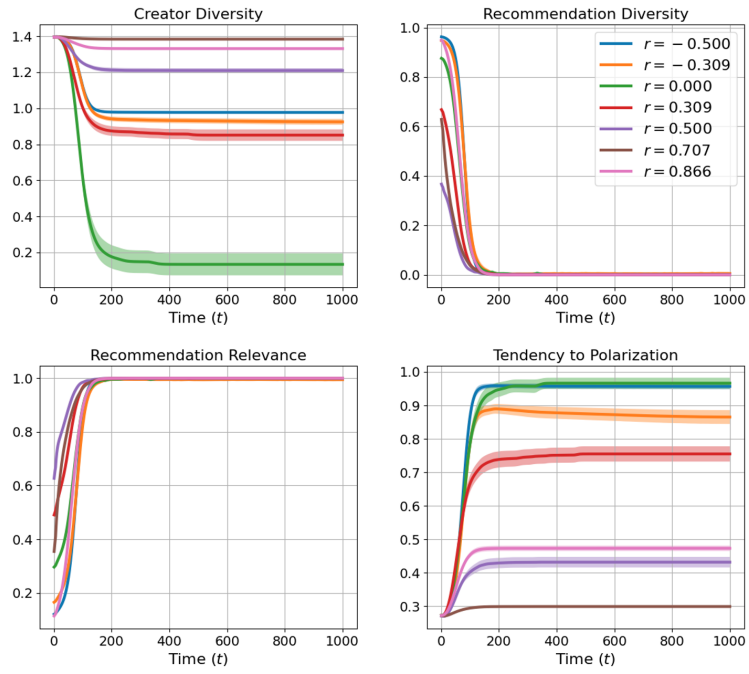 Creator Diversity
1.4
1.2
1.0
0.8
0.6
0.4
0.2
0 200 400 600 800 1000
Time (t)
Recommendation Diversity
1.0
0.8
0.6
0.4
0.2
0.0
r = −0.500
r = −0.309
r = 0.000
r = 0.309
r = 0.500
r = 0.707
r = 0.866
0 200 400 600 800 1000
Time (t)
Recommendation Relevance
1.0
0.8
0.6
0.4
0.2
0 200 400 600 800 1000
Time (t)
Tendency to Polarization
1.0
0.9
0.8
0.7
0.6
0.5
0.4
0.3
0 200 400 600 800 1000
Time (t)